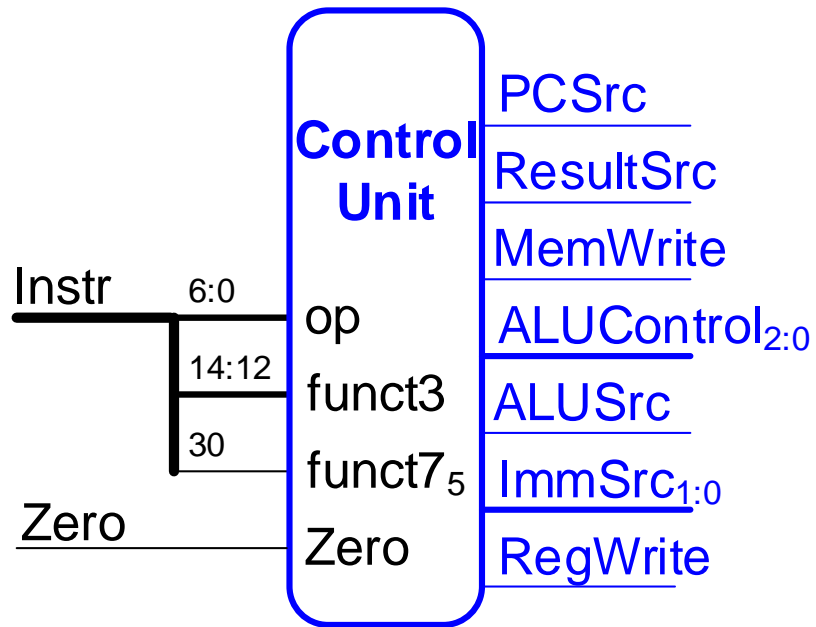 Control
Unit
Instr
6:0
14:12
30
Zero
op
funct3
funct7₅
Zero
PCSrc
ResultSrc
MemWrite
ALUControl₂:₀
ALUSrc
ImmSrc₁:₀
RegWrite